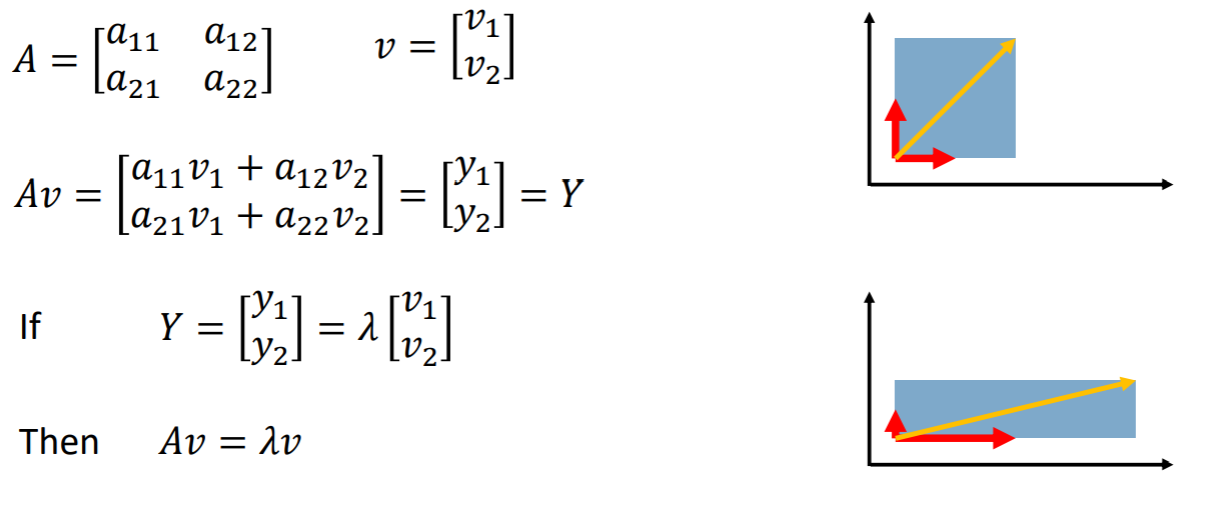 A = [a₁₁ a₁₂; a₂₁ a₂₂] v = [v₁; v₂]
Av = [a₁₁v₁ + a₁₂v₂; a₂₁v₁ + a₂₂v₂] = [y₁; y₂] = Y
If Y = [y₁; y₂] = λ [v₁; v₂]
Then Av = λv